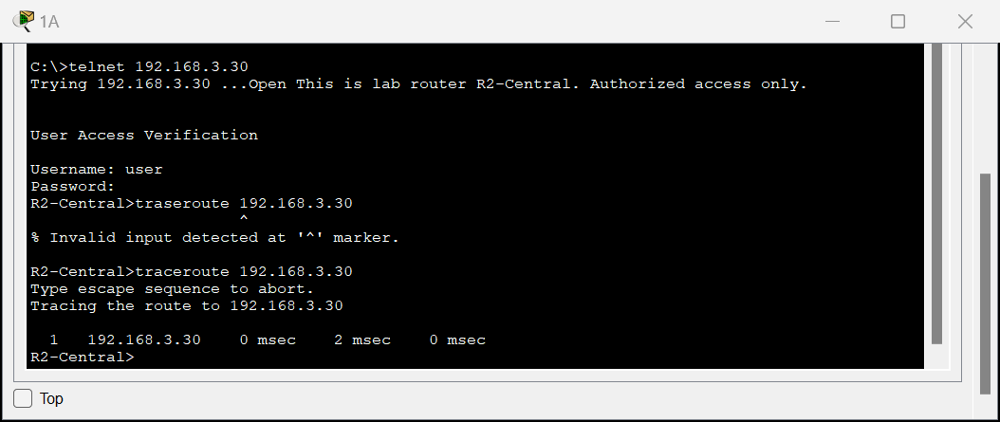 1A
C:\>telnet 192.168.3.30
Trying 192.168.3.30 ...Open This is lab router R2-Central. Authorized access only.
User Access Verification
Username: user
Password:
R2-Central>traseroute 192.168.3.30
^
% Invalid input detected at '^' marker.
R2-Central>traceroute 192.168.3.30
Type escape sequence to abort.
Tracing the route to 192.168.3.30
1 192.168.3.30 0 msec 2 msec 0 msec
R2-Central>
Top